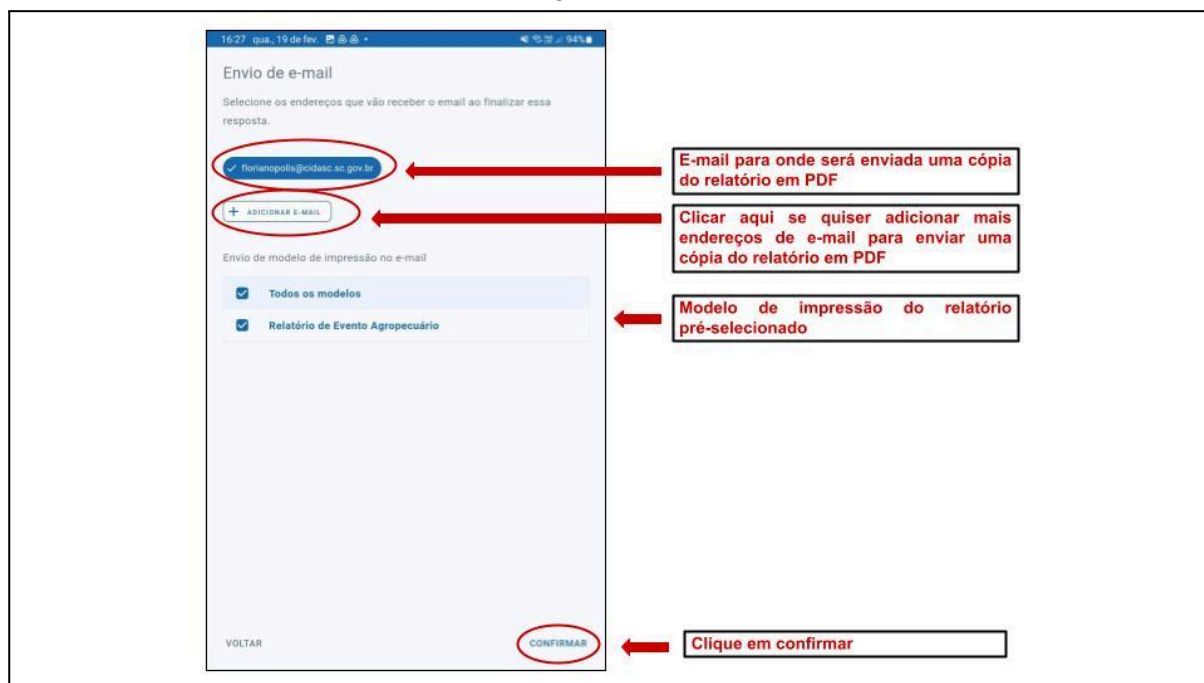 16:27 qua., 19 de fev.
94%
Envio de e-mail
Selecione os endereços que vão receber o email ao finalizar essa
resposta.
florianopolis@cidasc.sc.gov.br
E-mail para onde será enviada uma cópia
do relatório em PDF
+ ADICIONAR E-MAIL
Clicar aqui se quiser adicionar mais
endereços de e-mail para enviar uma
cópia do relatório em PDF
Envio de modelo de impressão no e-mail
Todos os modelos
Relatório de Evento Agropecuário
Modelo de impressão do relatório
pré-selecionado
VOLTAR
CONFIRMAR
Clique em confirmar